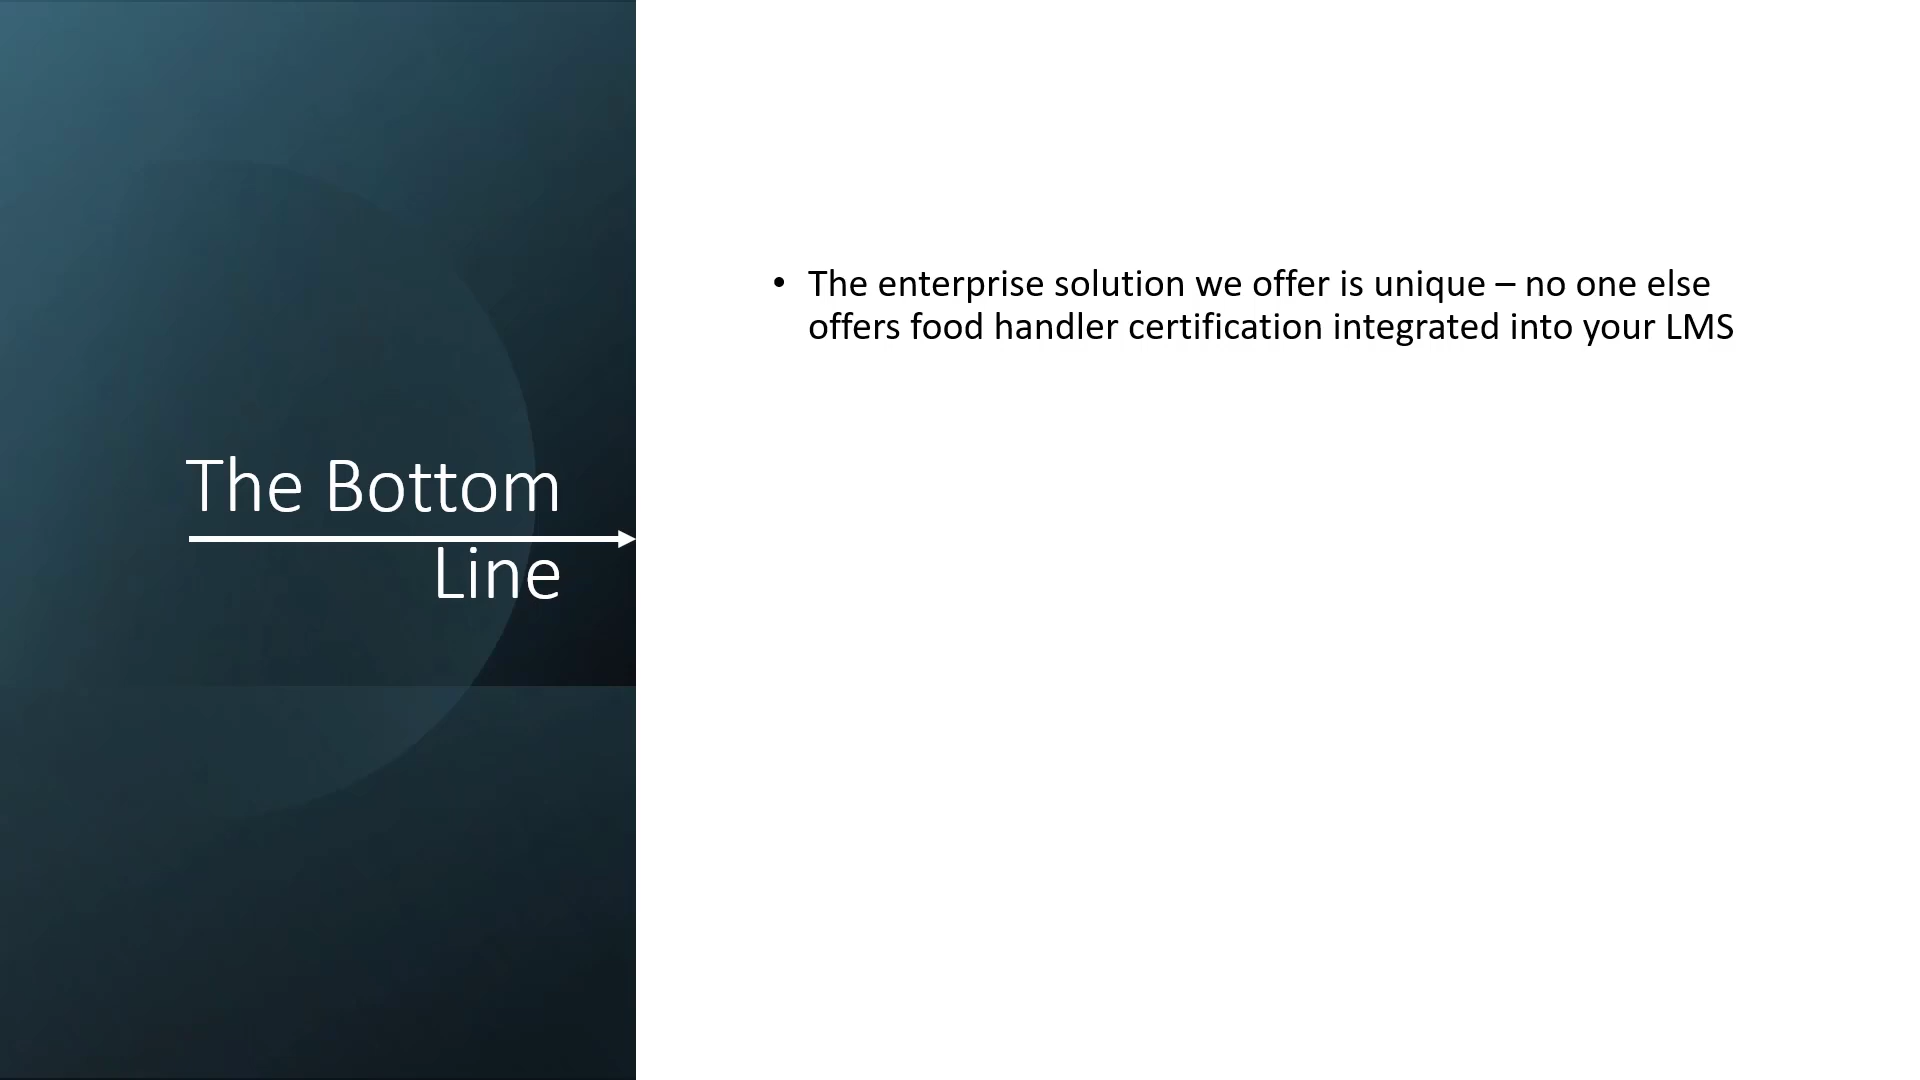 The Bottom
Line
• The enterprise solution we offer is unique – no one else
offers food handler certification integrated into your LMS